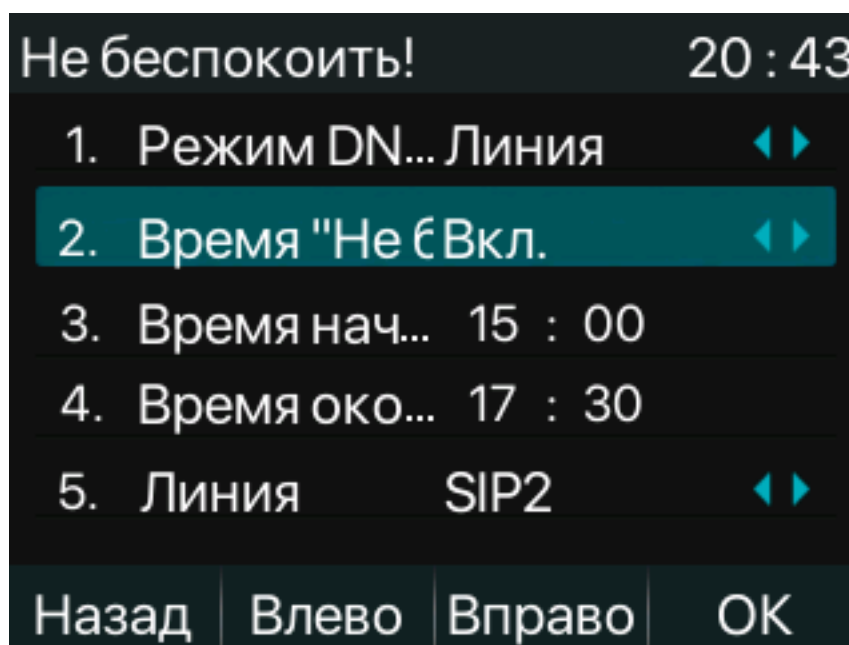 Не беспокоить! 20 : 43
1. Режим DN... Линия
2. Время "Не б Вкл.
3. Время нач... 15 : 00
4. Время око... 17 : 30
5. Линия SIP2
Назад Влево Вправо OK